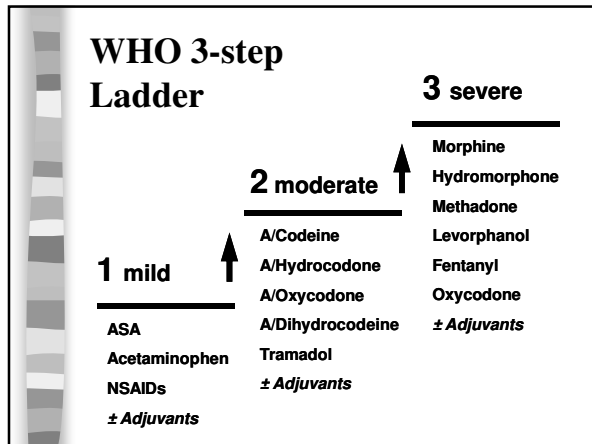 WHO 3-step
Ladder
1 mild
ASA
Acetaminophen
NSAIDs
± Adjuvants
2 moderate
A/Codeine
A/Hydrocodone
A/Oxycodone
A/Dihydrocodeine
Tramadol
± Adjuvants
3 severe
Morphine
Hydromorphone
Methadone
Levorphanol
Fentanyl
Oxycodone
± Adjuvants